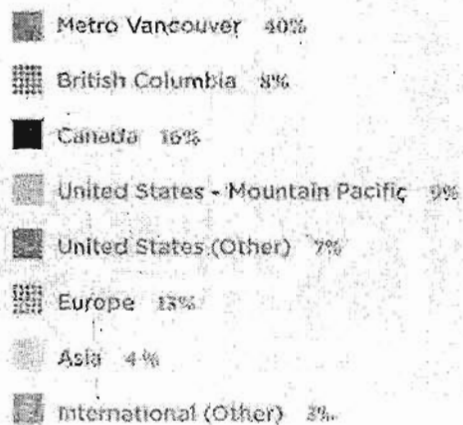 Metro Vancouver 40%
British Columbia 8%
Canada 16%
United States - Mountain Pacific 9%
United States (Other) 7%
Europe 13%
Asia 4%
International (Other) 3%